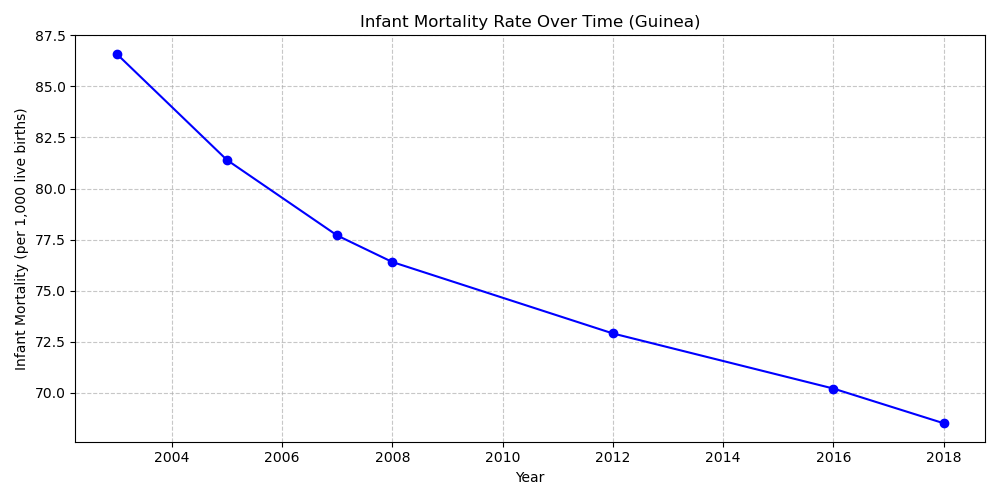 Infant Mortality Rate Over Time (Guinea)
Infant Mortality (per 1,000 live births)
87.5
85.0
82.5
80.0
77.5
75.0
72.5
70.0
2004 2006 2008 2010 2012 2014 2016 2018
Year